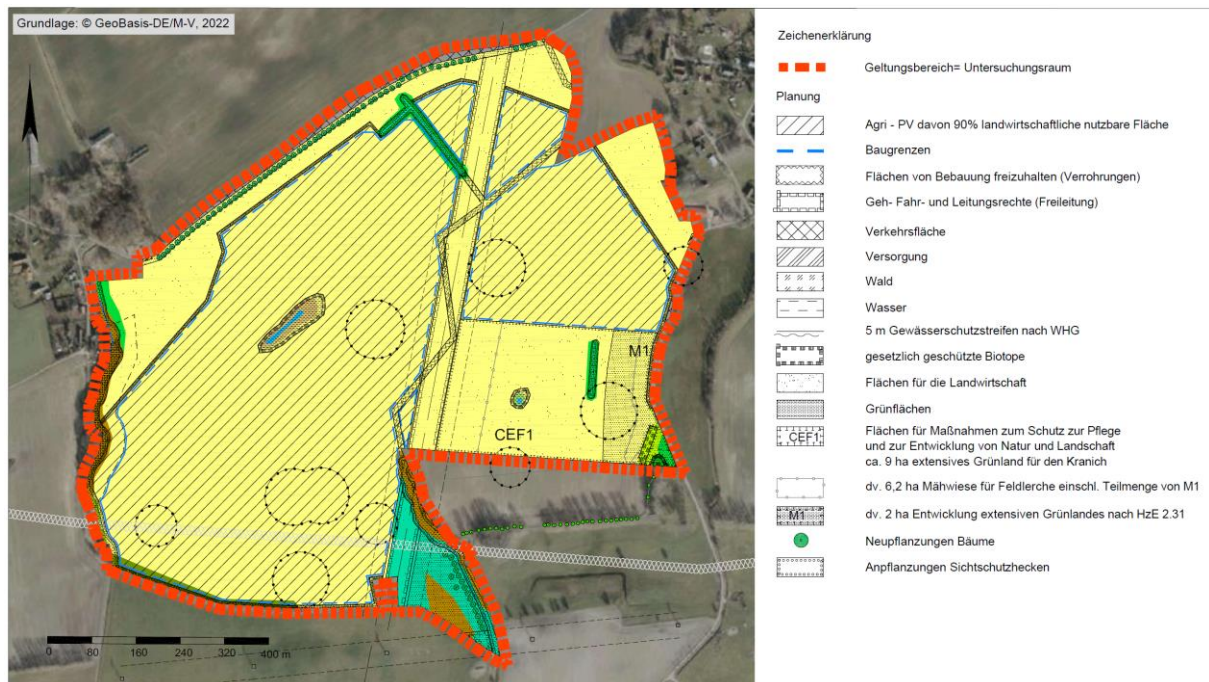 Grundlage: © GeoBasis-DE/M-V, 2022
M1
CEF1
0 80 160 240 320 400 m
Zeichenerklärung
Geltungsbereich= Untersuchungsraum
Planung
Agri - PV davon 90% landwirtschaftliche nutzbare Fläche
Baugrenzen
Flächen von Bebauung freizuhalten (Verrohrungen)
Geh- Fahr- und Leitungsrechte (Freileitung)
Verkehrsfläche
Versorgung
Wald
Wasser
5 m Gewässerschutzstreifen nach WHG
gesetzlich geschützte Biotope
Flächen für die Landwirtschaft
Grünflächen
CEF1
Flächen für Maßnahmen zum Schutz zur Pflege
und zur Entwicklung von Natur und Landschaft
ca. 9 ha extensives Grünland für den Kranich
dv. 6,2 ha Mähwiese für Feldlerche einschl. Teilmenge von M1
M1
dv. 2 ha Entwicklung extensiven Grünlandes nach HzE 2.31
Neupflanzungen Bäume
Anpflanzungen Sichtschutzhecken